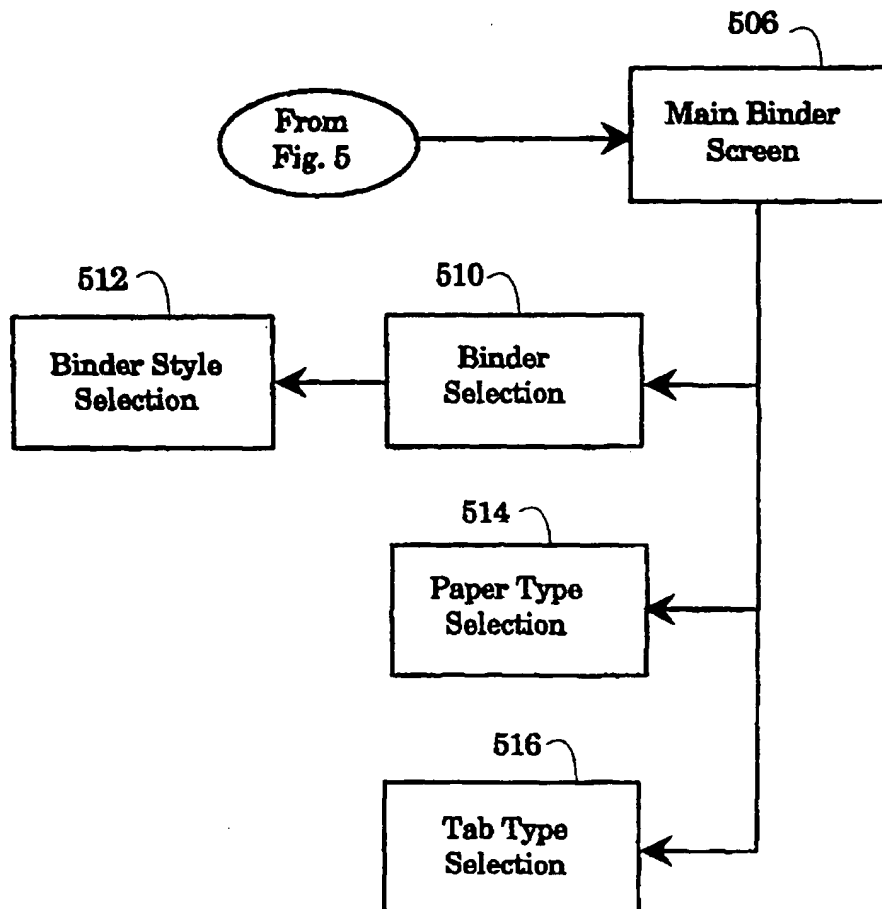 506
From
Fig. 5
Main Binder
Screen
512
510
Binder Style
Selection
Binder
Selection
514
Paper Type
Selection
516
Tab Type
Selection